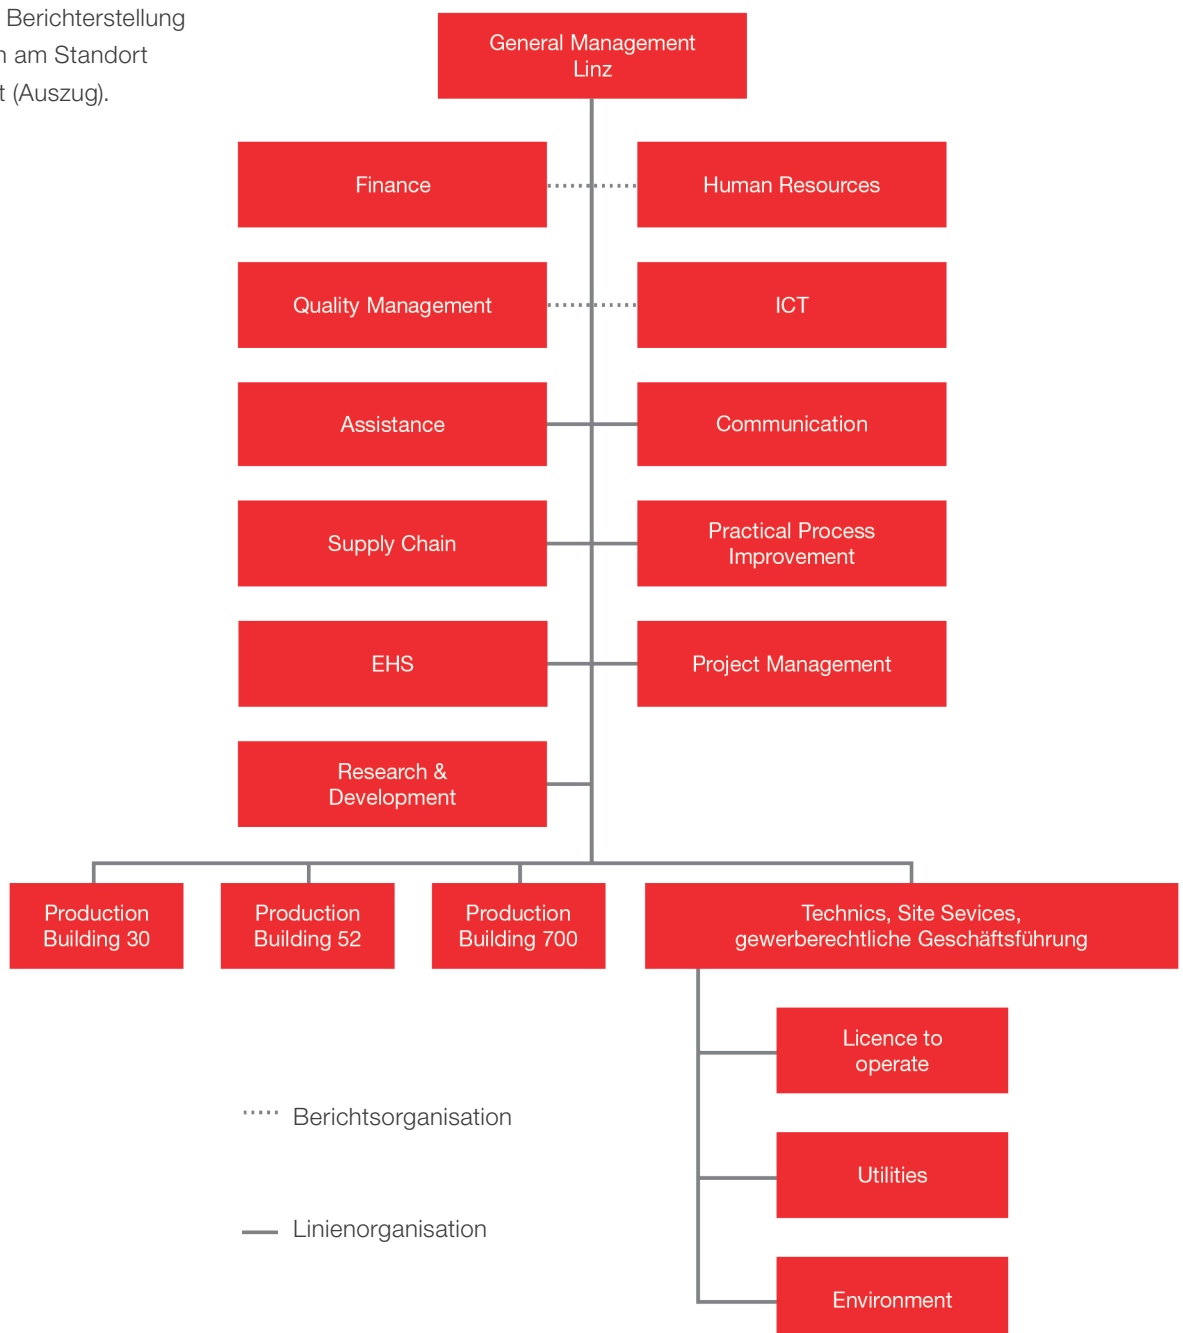 Berichterstellung
am Standort
(Auszug).
General Management
Linz
Finance
Human Resources
Quality Management
ICT
Assistance
Communication
Supply Chain
Practical Process
Improvement
EHS
Project Management
Research &
Development
Production
Building 30
Production
Building 52
Production
Building 700
Technics, Site Sevices,
gewerberechtliche Geschäftsführung
Licence to
operate
Utilities
Environment
Berichtsorganisation
Linienorganisation